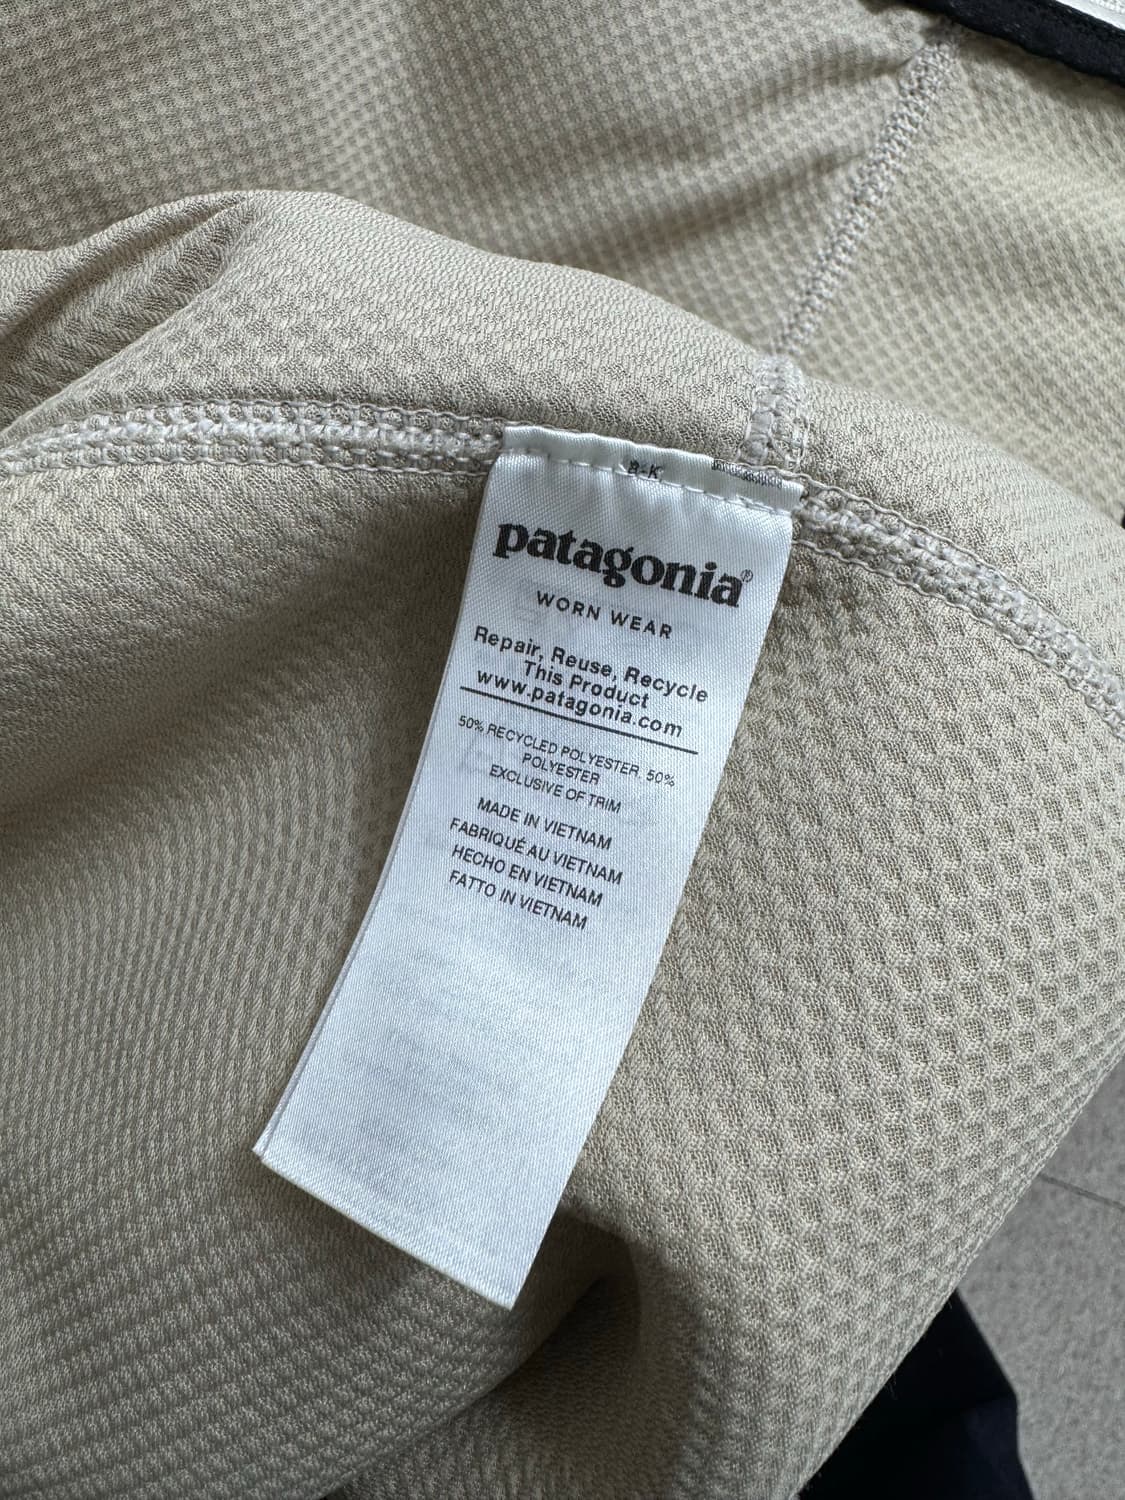 patagonia®
WORN WEAR
Repair, Reuse, Recycle
This Product
www.patagonia.com
50% RECYCLED POLYESTER, 50%
POLYESTER
EXCLUSIVE OF TRIM
MADE IN VIETNAM
FABRIQUÉ AU VIETNAM
HECHO EN VIETNAM
FATTO IN VIETNAM